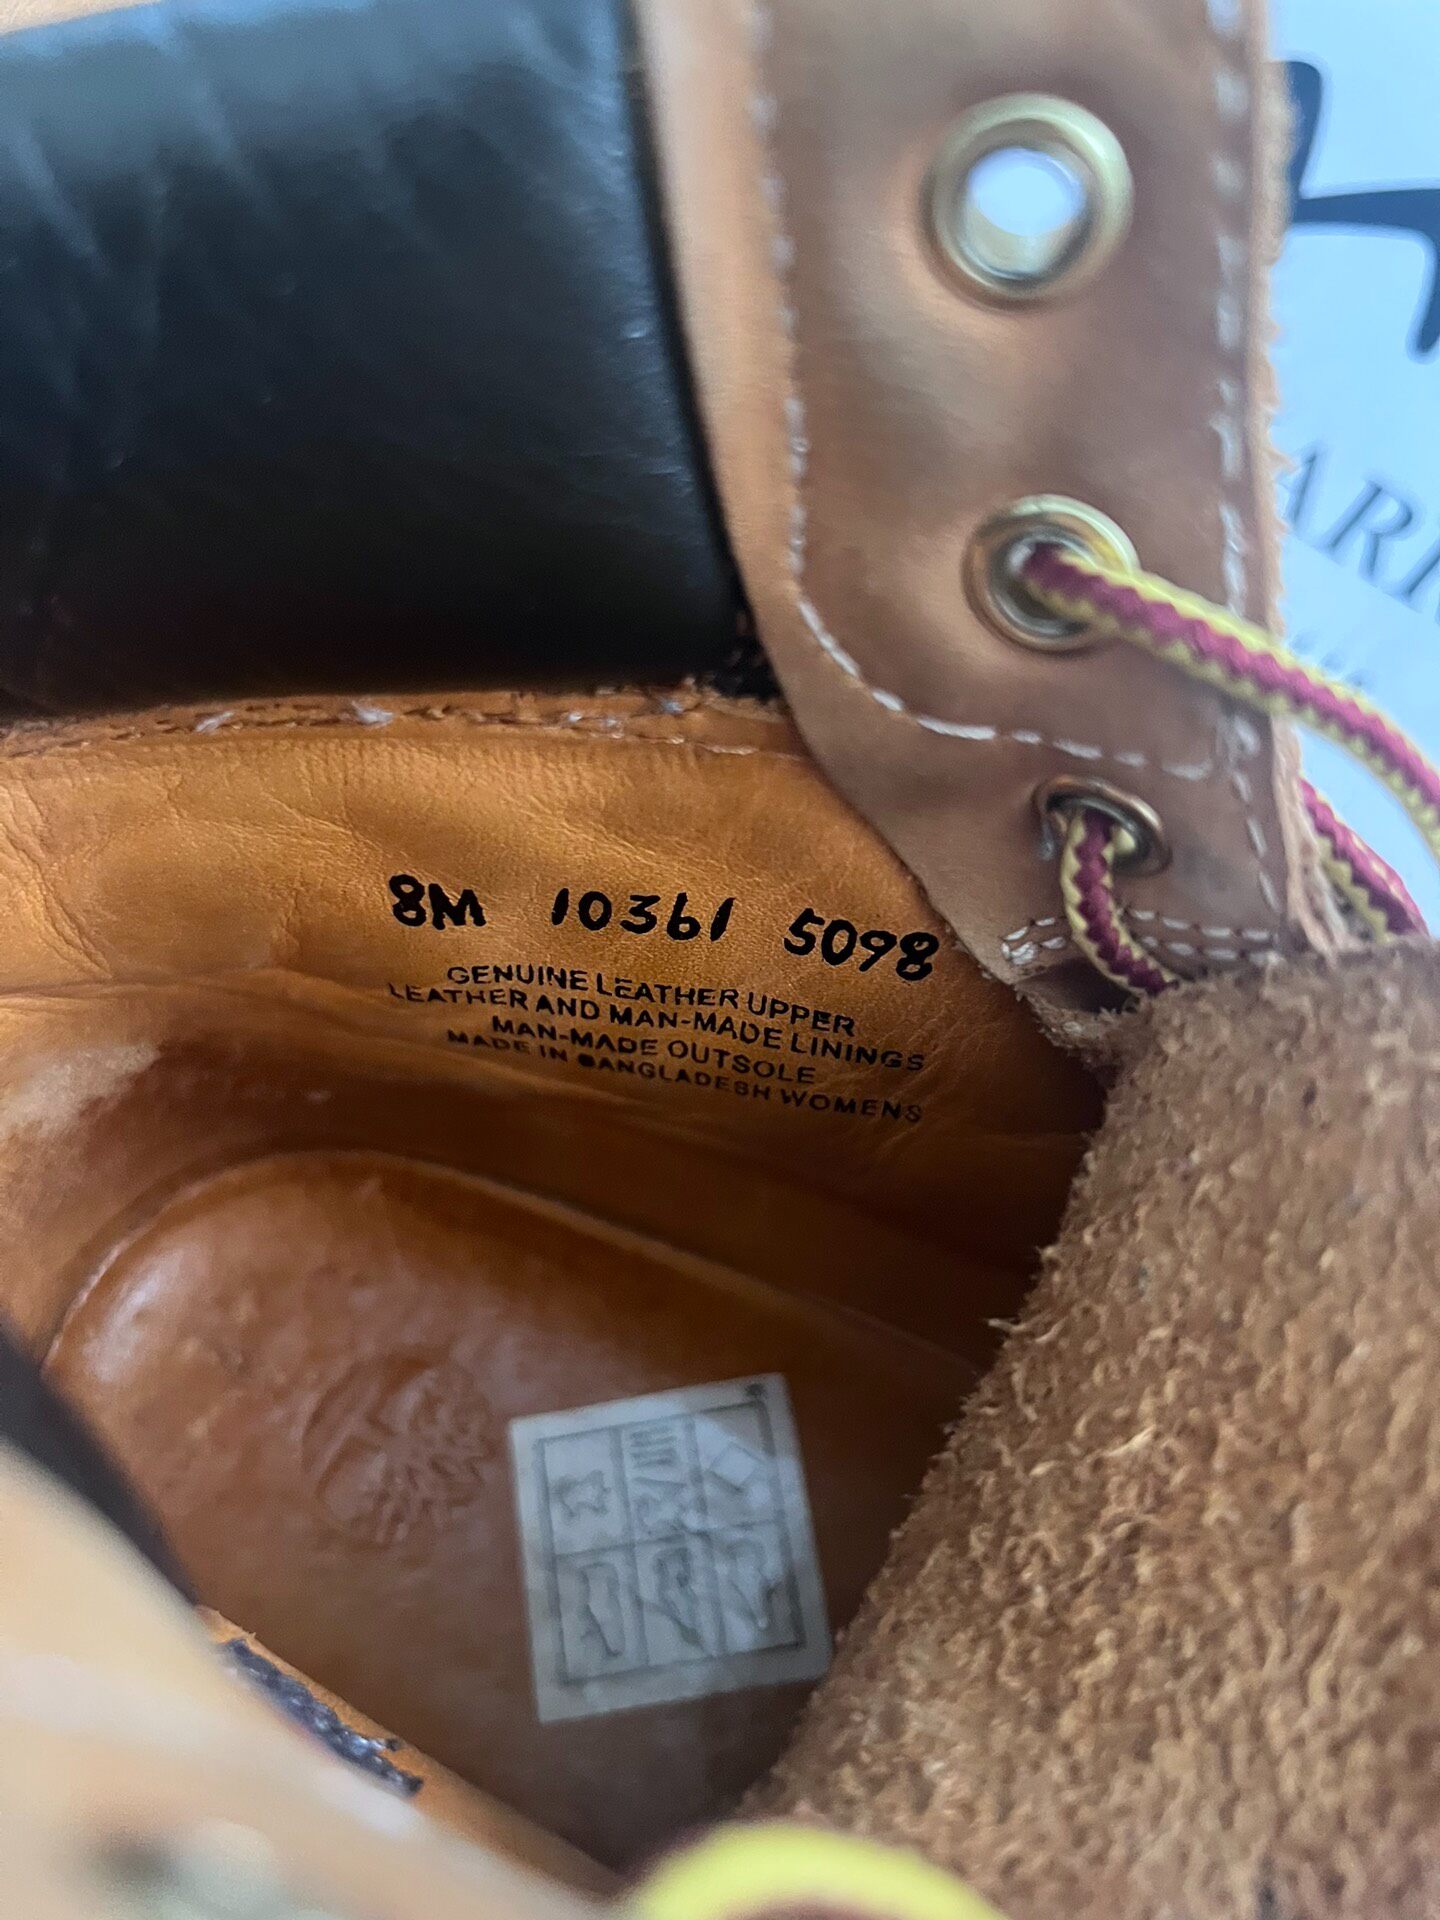 8M 10361 5098
GENUINE LEATHER UPPER
LEATHER AND MAN-MADE LININGS
MAN-MADE OUTSOLE
MADE IN BANGLADESH WOMENS